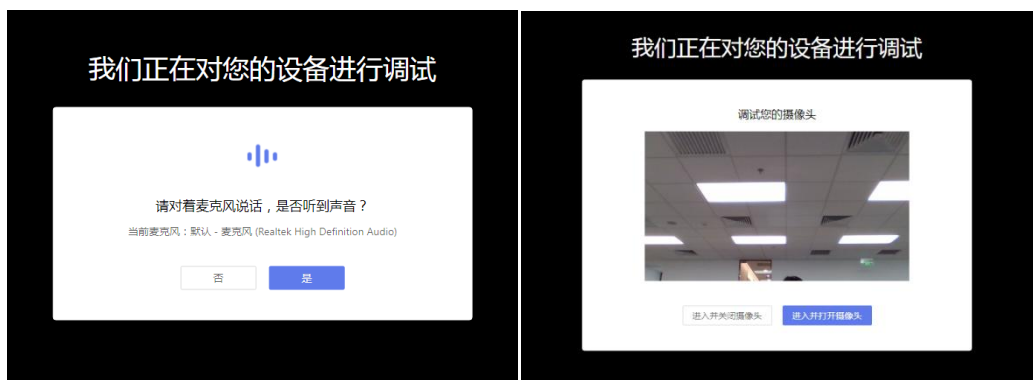 我们正在对您的设备进行调试
请对着麦克风说话，是否听到声音？
当前麦克风：默认 - 麦克风 (Realtek High Definition Audio)
否
是
我们正在对您的设备进行调试
调试您的摄像头
进入并关闭摄像头
进入并打开摄像头